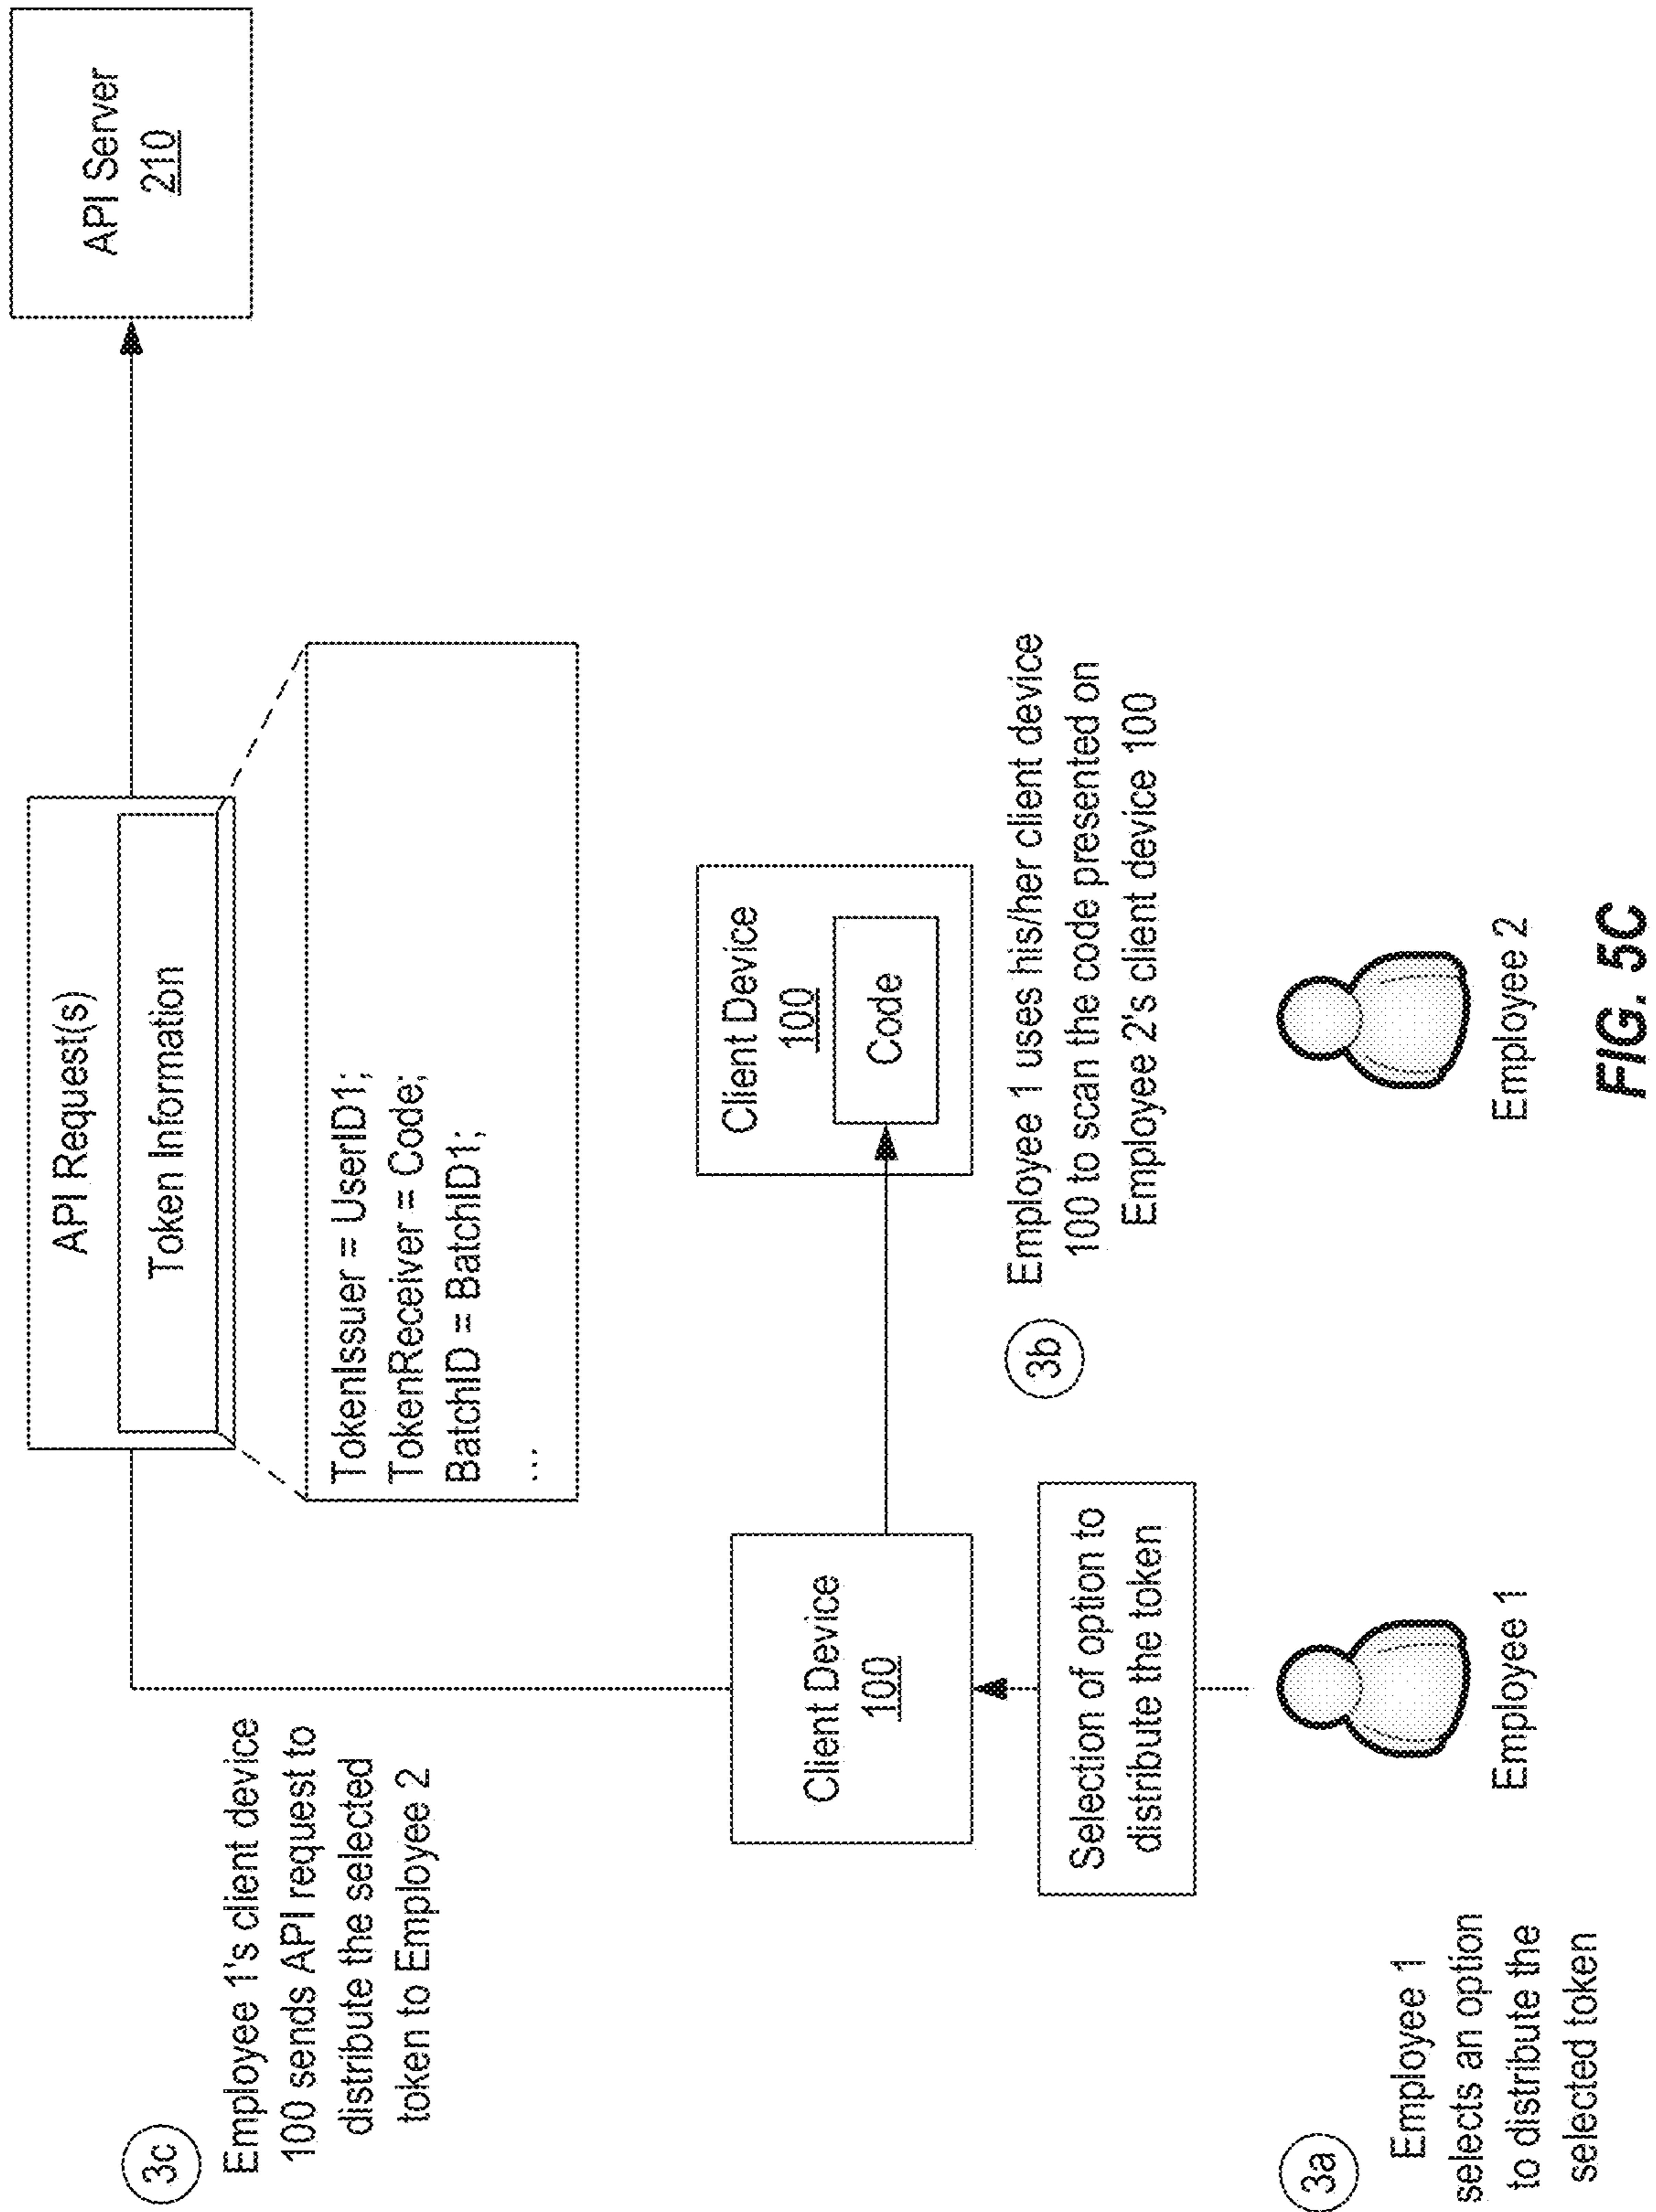 3c
Employee 1's client device
100 sends API request to
distribute the selected
token to Employee 2
API Request(s)
Token Information
API Server
210
TokenIssuer = UserID1;
TokenReceiver = Code;
BatchID = BatchID1;
...
Client Device
100
Client Device
100
Code
Selection of option to
distribute the token
3b
Employee 1 uses his/her client device
100 to scan the code presented on
Employee 2's client device 100
3a
Employee 1
selects an option
to distribute the
selected token
Employee 1
Employee 2
FIG. 5C